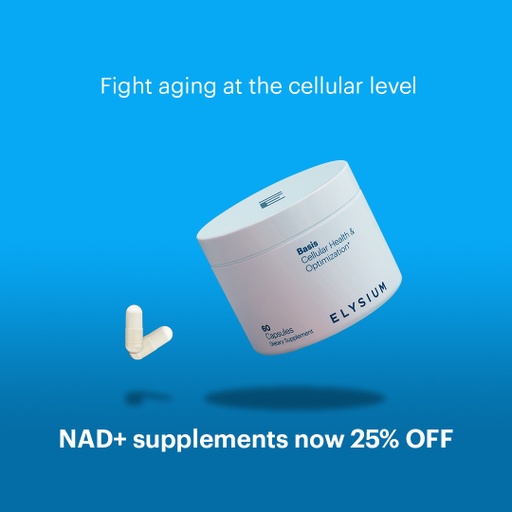 Fight aging at the cellular level
Basis
Cellular Health &
Optimization*
60
Capsules
Dietary Supplement
ELYSIUM
NAD+ supplements now 25% OFF